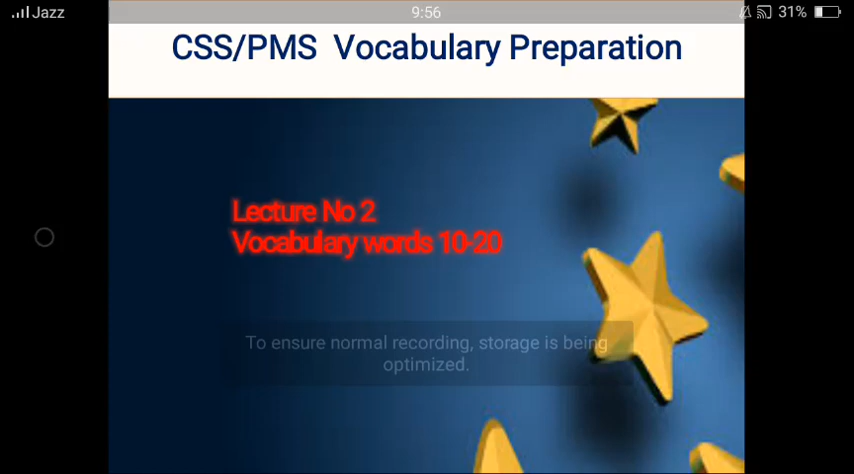 Jazz
9:56
31%
CSS/PMS Vocabulary Preparation
Lecture No 2
Vocabulary words 10-20
To ensure normal recording, storage is being
optimized.